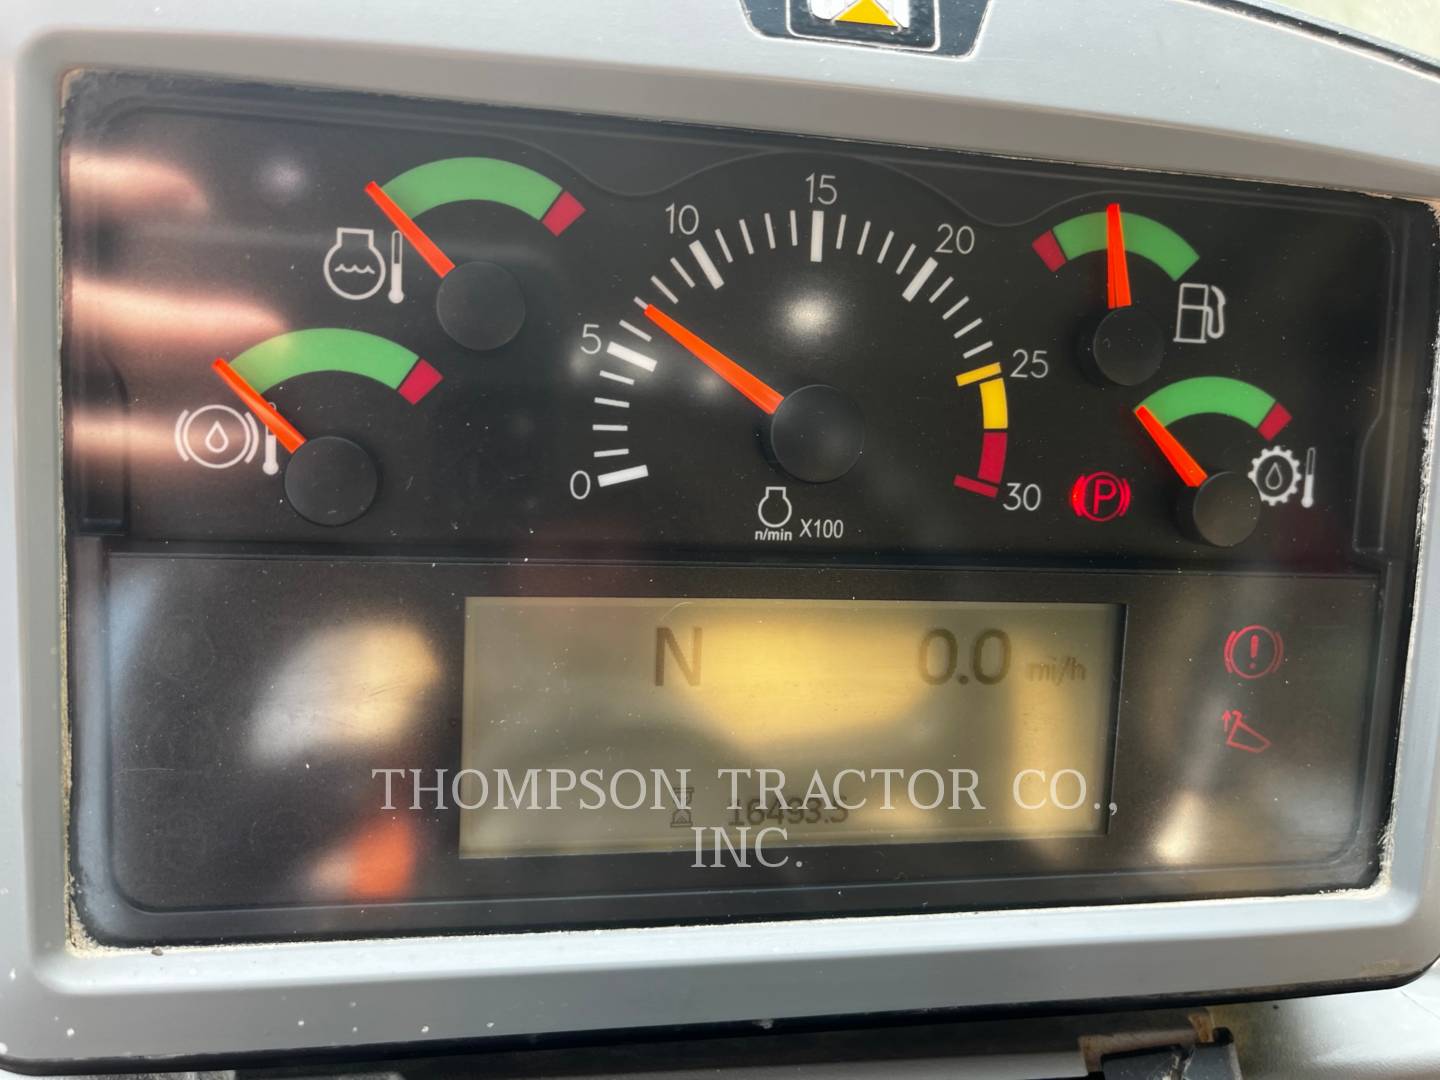 15
10
20
5
25
0
30
n/min X100
P
N 0.0 mi/h
16493.5
THOMPSON TRACTOR CO.,
INC.